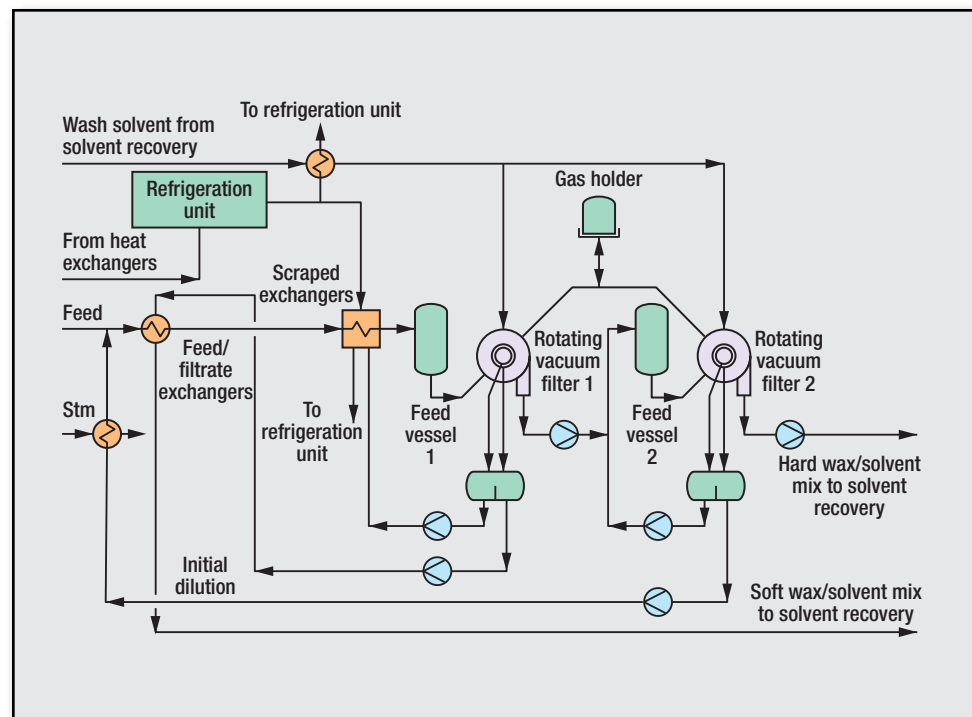 To refrigeration unit
Wash solvent from
solvent recovery
Gas holder
Refrigeration
unit
From heat
exchangers
Scraped
exchangers
Feed
Feed/
filtrate
exchangers
Rotating
vacuum
filter 1
Rotating
vacuum
filter 2
Stm
To
refrigeration
unit
Feed
vessel
1
Feed
vessel
2
Hard wax/solvent
mix to solvent
recovery
Initial
dilution
Soft wax/solvent mix
to solvent recovery